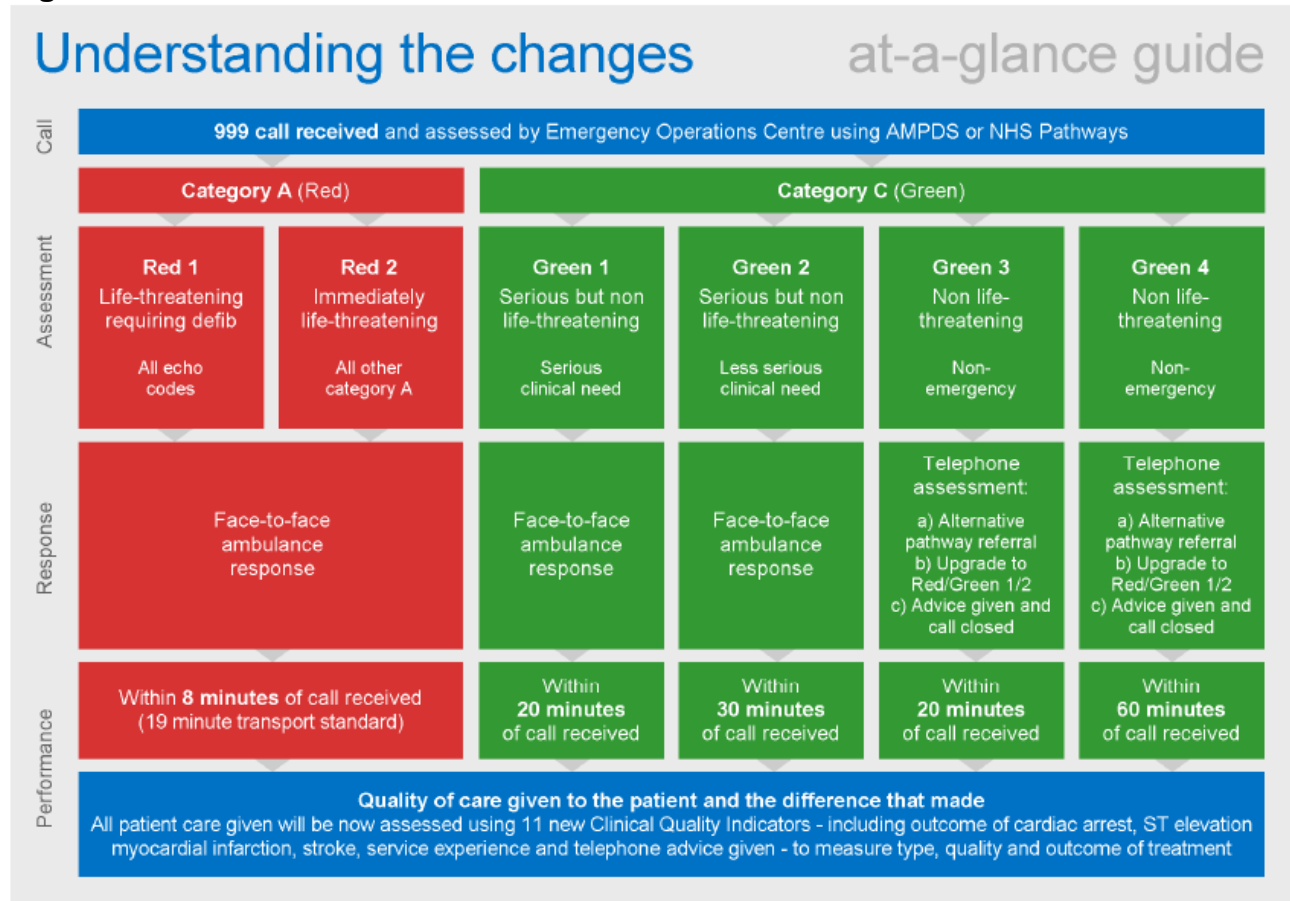 Understanding the changes
at-a-glance guide
Call
999 call received and assessed by Emergency Operations Centre using AMPDS or NHS Pathways
Category A (Red)
Category C (Green)
Assessment
Red 1
Life-threatening
requiring defib
All echo
codes
Red 2
Immediately
life-threatening
All other
category A
Green 1
Serious but non
life-threatening
Serious
clinical need
Green 2
Serious but non
life-threatening
Less serious
clinical need
Green 3
Non life-
threatening
Non-
emergency
Green 4
Non life-
threatening
Non-
emergency
Response
Face-to-face
ambulance
response
Face-to-face
ambulance
response
Face-to-face
ambulance
response
Telephone
assessment:
a) Alternative
pathway referral
b) Upgrade to
Red/Green 1/2
c) Advice given and
call closed
Telephone
assessment:
a) Alternative
pathway referral
b) Upgrade to
Red/Green 1/2
c) Advice given and
call closed
Performance
Within 8 minutes of call received
(19 minute transport standard)
Within
20 minutes
of call received
Within
30 minutes
of call received
Within
20 minutes
of call received
Within
60 minutes
of call received
Quality of care given to the patient and the difference that made
All patient care given will be now assessed using 11 new Clinical Quality Indicators - including outcome of cardiac arrest, ST elevation
myocardial infarction, stroke, service experience and telephone advice given - to measure type, quality and outcome of treatment